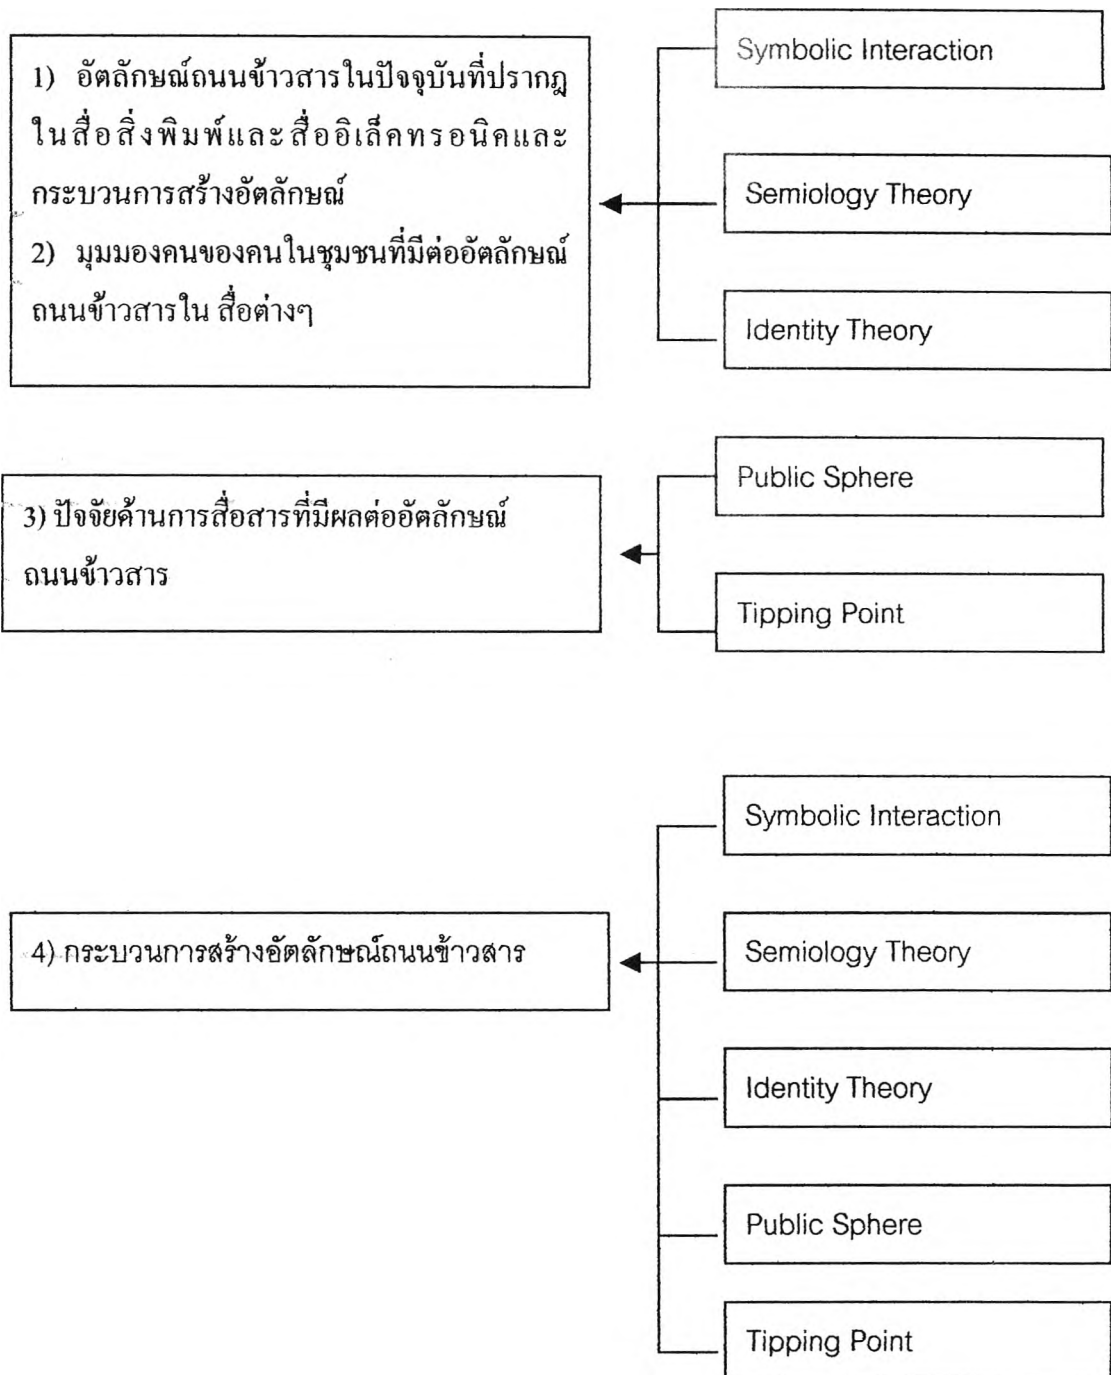 1) อัตลักษณ์ถนนข้าวสารในปัจจุบันที่ปรากฎ
ในสื่อสิ่งพิมพ์และสื่ออิเล็คทรอนิคและ
กระบวนการสร้างอัตลักษณ์
2) มุมมองคนของคนในชุมชนที่มีต่ออัตลักษณ์
ถนนข้าวสารใน สื่อต่างๆ
Symbolic Interaction
Semiology Theory
Identity Theory
3) ปัจจัยด้านการสื่อสารที่มีผลต่ออัตลักษณ์
ถนนข้าวสาร
Public Sphere
Tipping Point
4) กระบวนการสร้างอัตลักษณ์ถนนข้าวสาร
Symbolic Interaction
Semiology Theory
Identity Theory
Public Sphere
Tipping Point